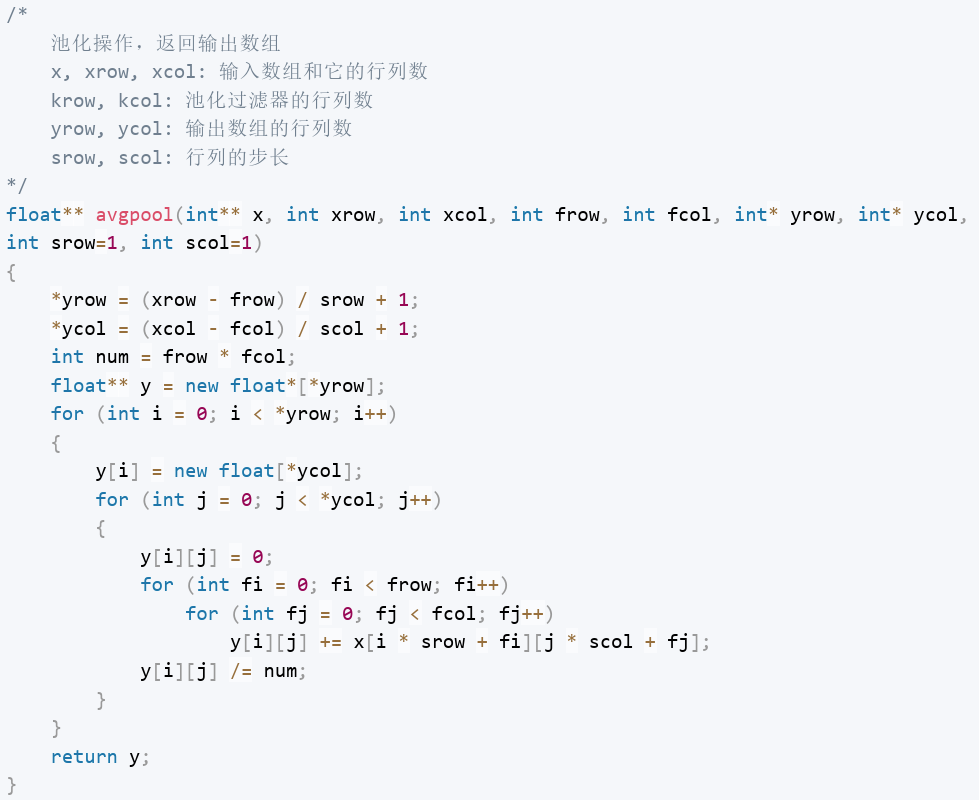 /*
    池化操作，返回输出数组
    x, xrow, xcol: 输入数组和它的行列数
    krow, kcol: 池化过滤器的行列数
    yrow, ycol: 输出数组的行列数
    srow, scol: 行列的步长
*/
float** avgpool(int** x, int xrow, int xcol, int frow, int fcol, int* yrow, int* ycol,
int srow=1, int scol=1)
{
    *yrow = (xrow - frow) / srow + 1;
    *ycol = (xcol - fcol) / scol + 1;
    int num = frow * fcol;
    float** y = new float*[*yrow];
    for (int i = 0; i < *yrow; i++)
    {
        y[i] = new float[*ycol];
        for (int j = 0; j < *ycol; j++)
        {
            y[i][j] = 0;
            for (int fi = 0; fi < frow; fi++)
                for (int fj = 0; fj < fcol; fj++)
                    y[i][j] += x[i * srow + fi][j * scol + fj];
            y[i][j] /= num;
        }
    }
    return y;
}